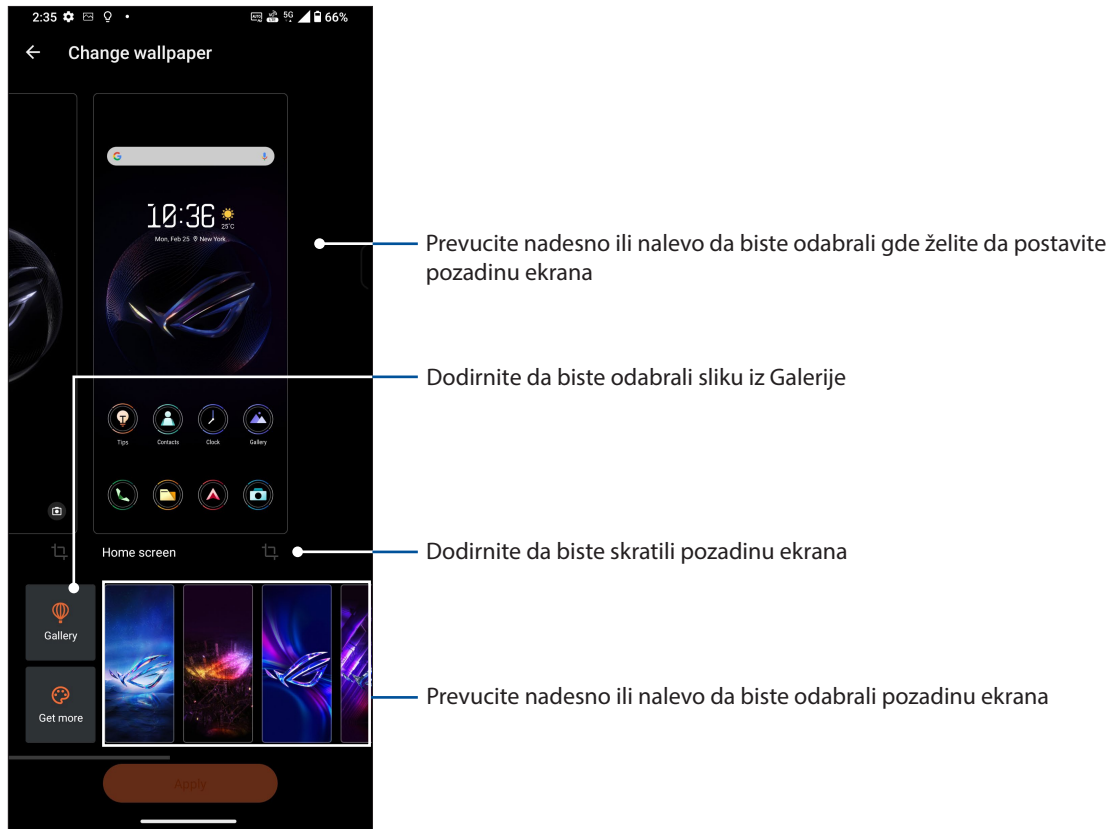 2:35
5G
66%
Change wallpaper
G
10:36
25°C
Mon, Feb 25 New York
Prevucite nadesno ili nalevo da biste odabrali gde želite da postavite
pozadinu ekrana
Dodirnite da biste odabrali sliku iz Galerije
Tips Contacts Clock Gallery
Home screen
Dodirnite da biste skratili pozadinu ekrana
Gallery
Get more
Prevucite nadesno ili nalevo da biste odabrali pozadinu ekrana
Apply